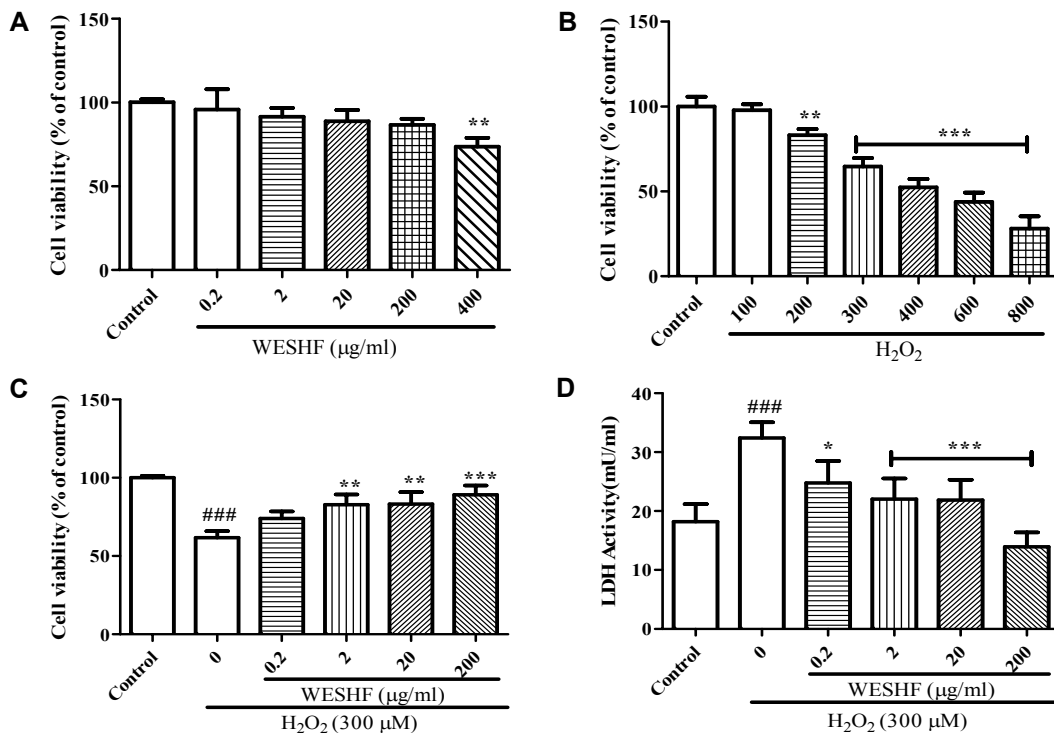 A
Cell viability (% of control)
150
100
50
0
**
Control
0.2
2
20
200
400
WESHF (μg/ml)
B
Cell viability (% of control)
150
100
50
0
**
***
Control
100
200
300
400
600
800
H₂O₂
C
Cell viability (% of control)
150
100
50
0
###
**
**
***
Control
0
0.2
2
20
200
WESHF (μg/ml)
H₂O₂ (300 μM)
D
LDH Activity(mU/ml)
40
30
20
10
0
###
*
***
Control
0
0.2
2
20
200
WESHF (μg/ml)
H₂O₂ (300 μM)